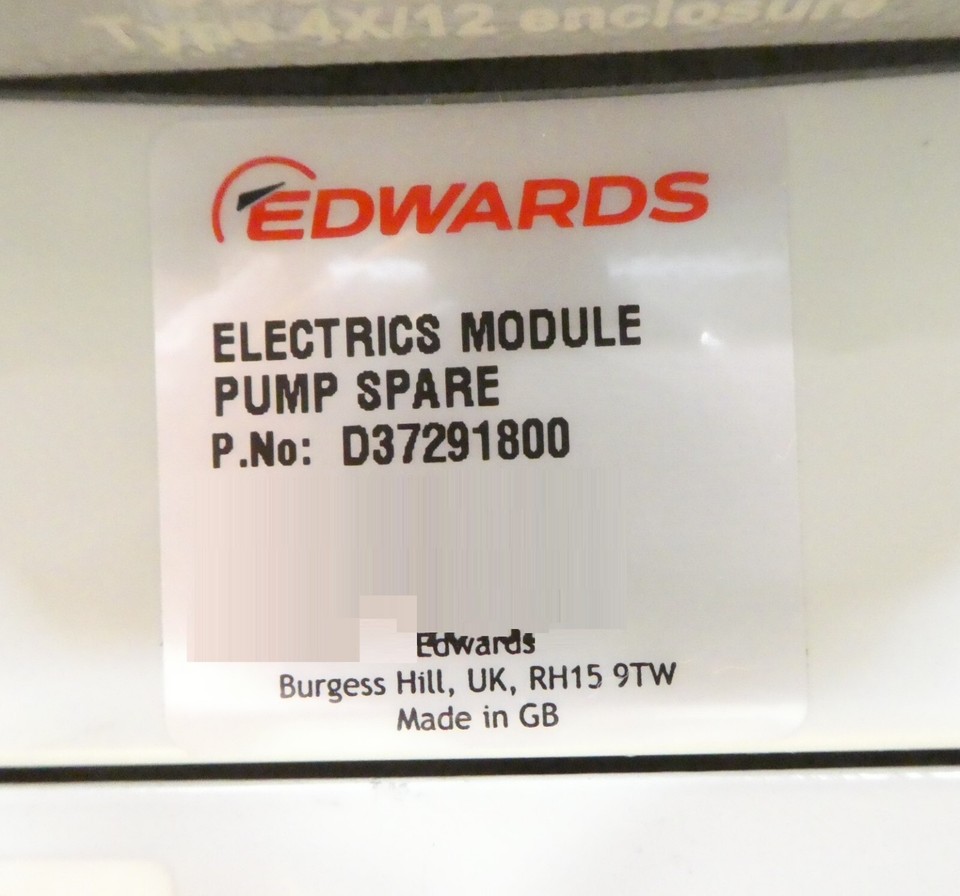 Type 4X/12 enclosure
EDWARDS
ELECTRICS MODULE
PUMP SPARE
P.No: D37291800
Edwards
Burgess Hill, UK, RH15 9TW
Made in GB